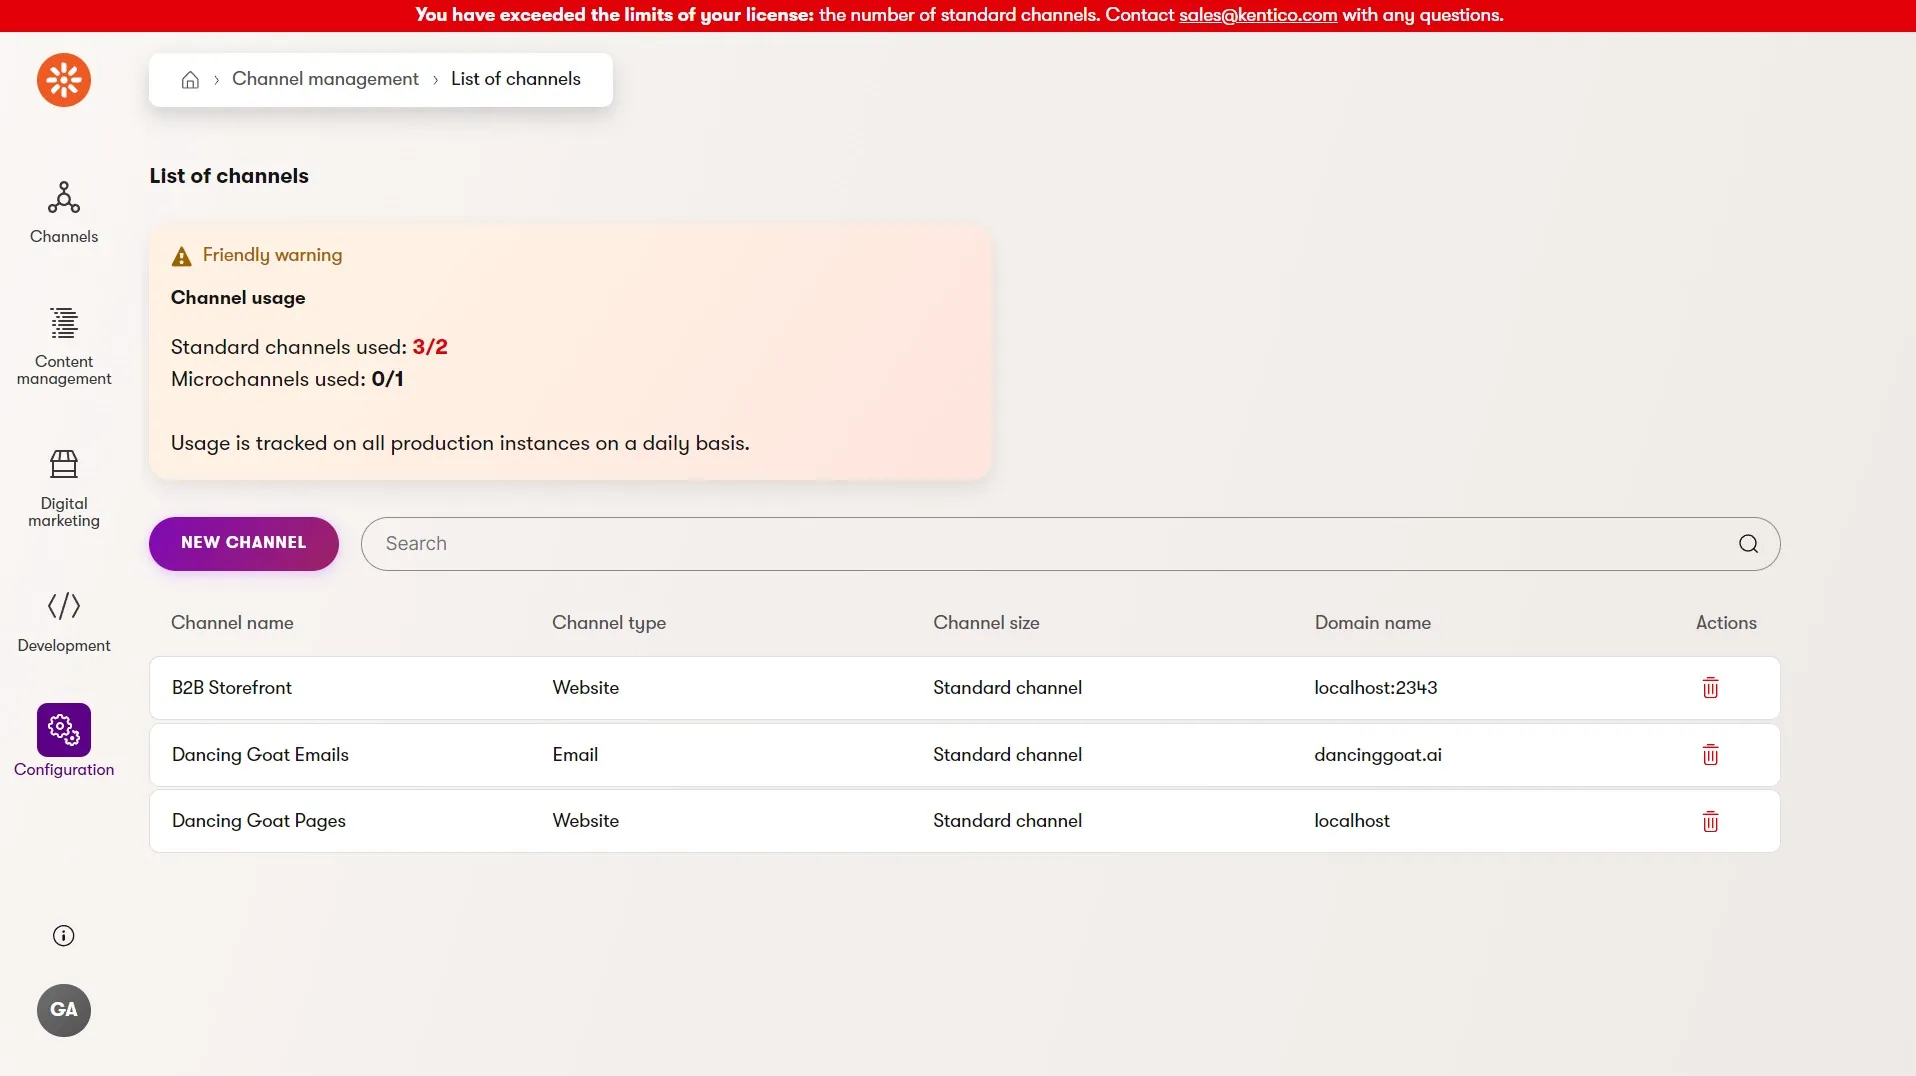 You have exceeded the limits of your license: the number of standard channels. Contact sales@kentico.com with any questions.
Channel management › List of channels
List of channels
Channels
Friendly warning
Channel usage
Standard channels used: 3/2
Microchannels used: 0/1
Content
management
Usage is tracked on all production instances on a daily basis.
Digital
marketing
NEW CHANNEL
Search
Channel name Channel type Channel size Domain name Actions
Development
B2B Storefront Website Standard channel localhost:2343
Dancing Goat Emails Email Standard channel dancinggoat.ai
Configuration
Dancing Goat Pages Website Standard channel localhost
GA